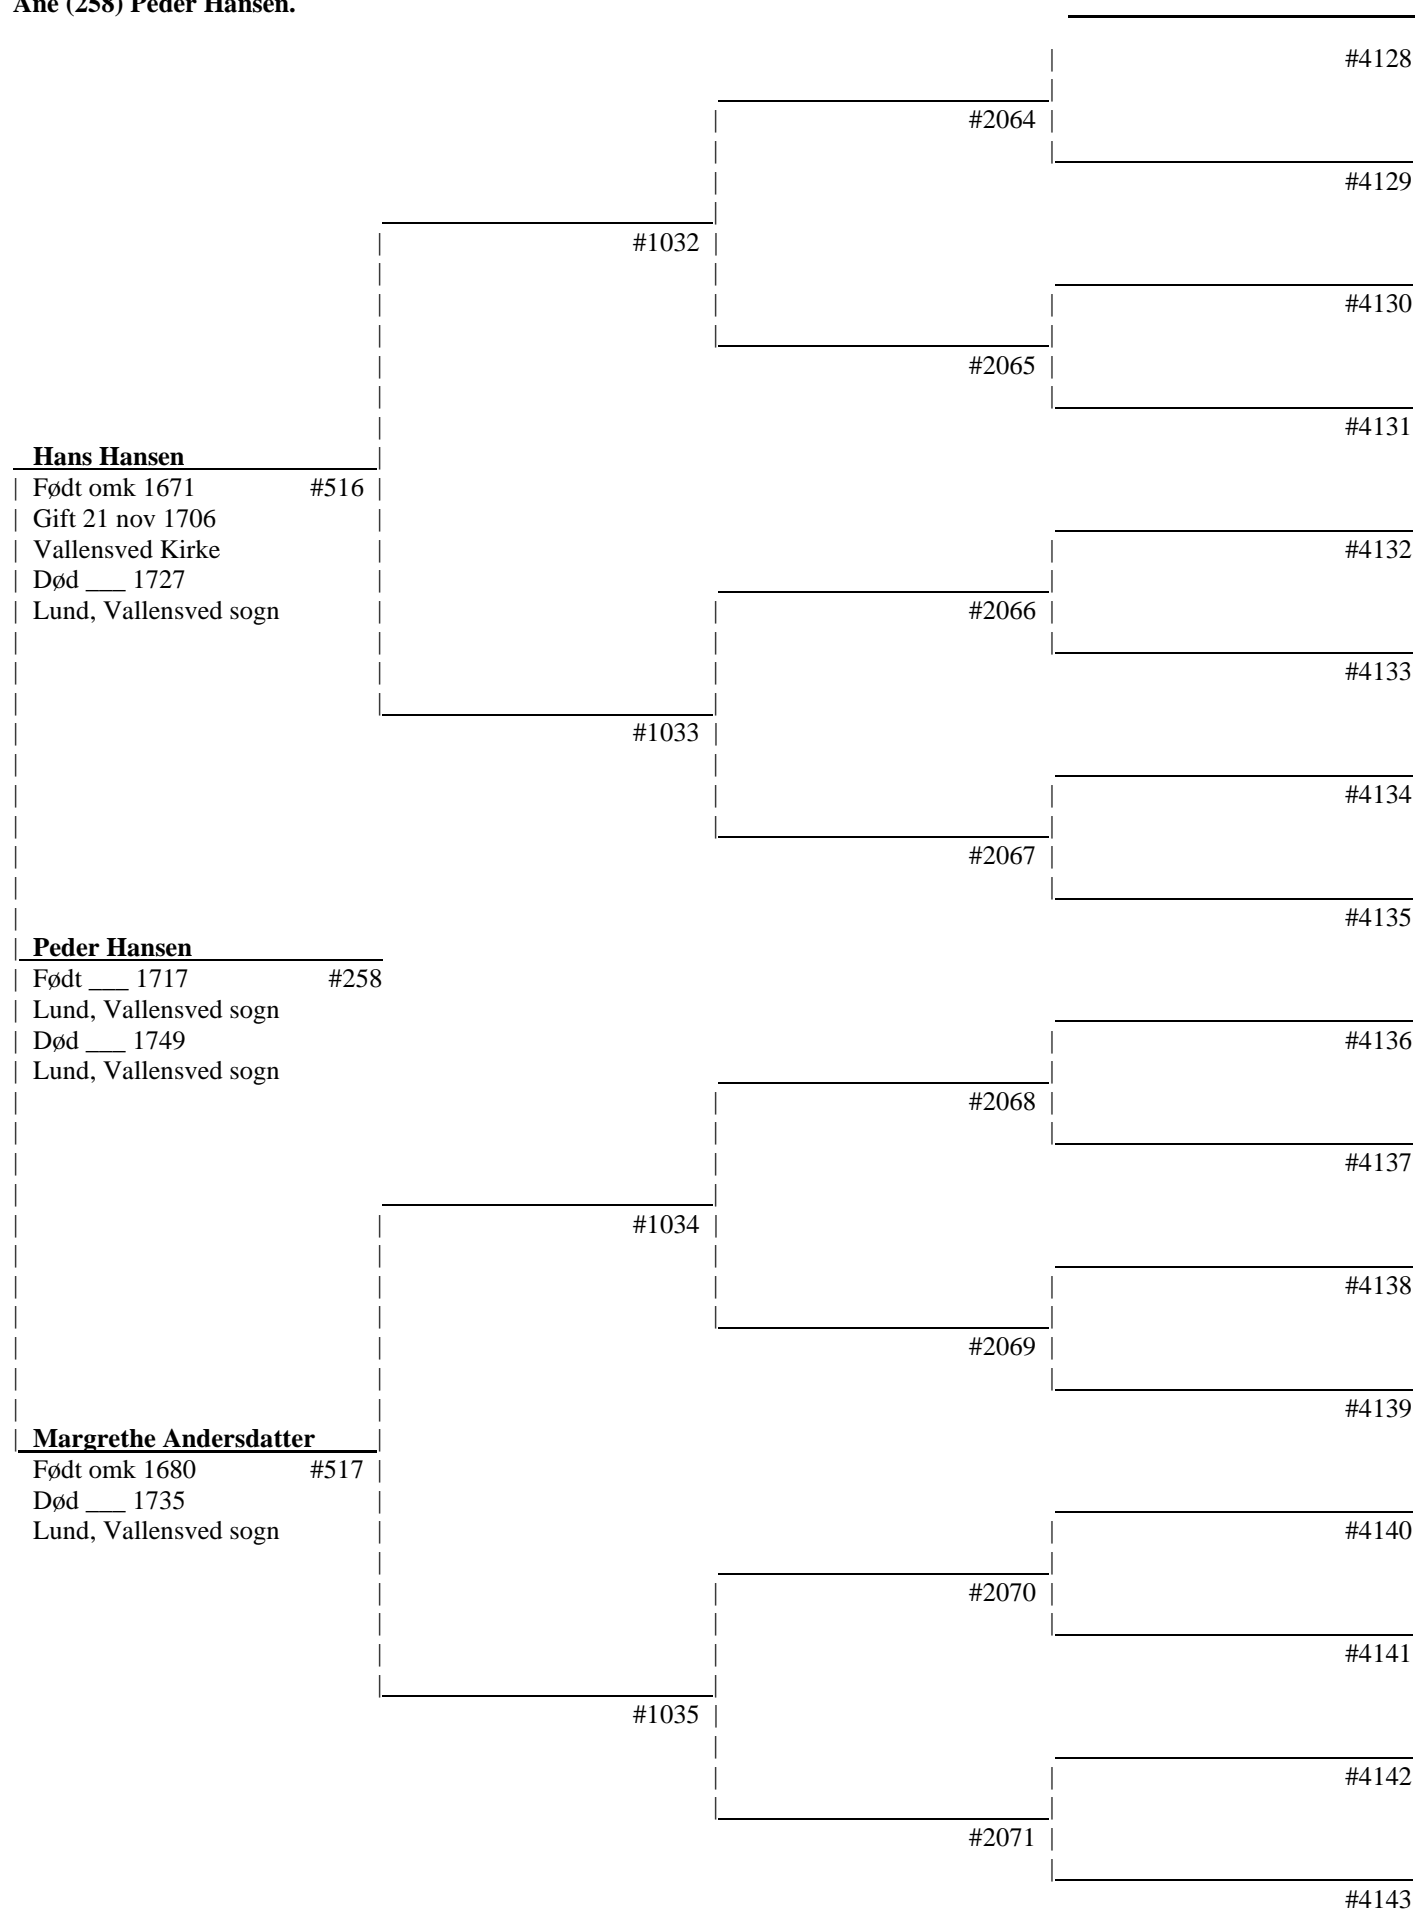 Ane (258) Peder Hansen.
#4128
#2064
#4129
#1032
#4130
#2065
#4131
Hans Hansen
Født omk 1671 #516
Gift 21 nov 1706
Vallensved Kirke
#4132
Død ___ 1727
Lund, Vallensved sogn
#2066
#4133
#1033
#4134
#2067
#4135
Peder Hansen
Født ___ 1717 #258
Lund, Vallensved sogn
Død ___ 1749
#4136
Lund, Vallensved sogn
#2068
#4137
#1034
#4138
#2069
#4139
Margrethe Andersdatter
Født omk 1680 #517
Død ___ 1735
Lund, Vallensved sogn
#4140
#2070
#4141
#1035
#4142
#2071
#4143